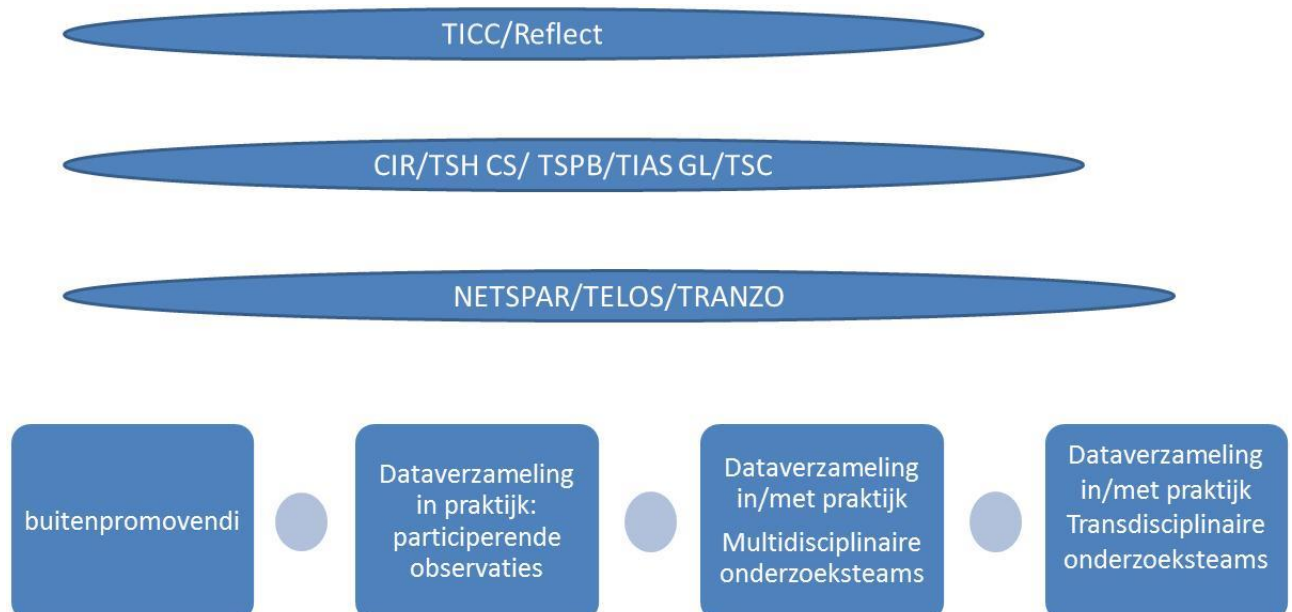 TICC/Reflect
CIR/TSH CS/ TSPB/TIAS GL/TSC
NETSPAR/TELOS/TRANZO
buitenpromovendi
Dataverzameling
in praktijk:
participerende
observaties
Dataverzameling
in/met praktijk
Multidisciplinaire
onderzoeksteams
Dataverzameling
in/met praktijk
Transdisciplinaire
onderzoeksteams